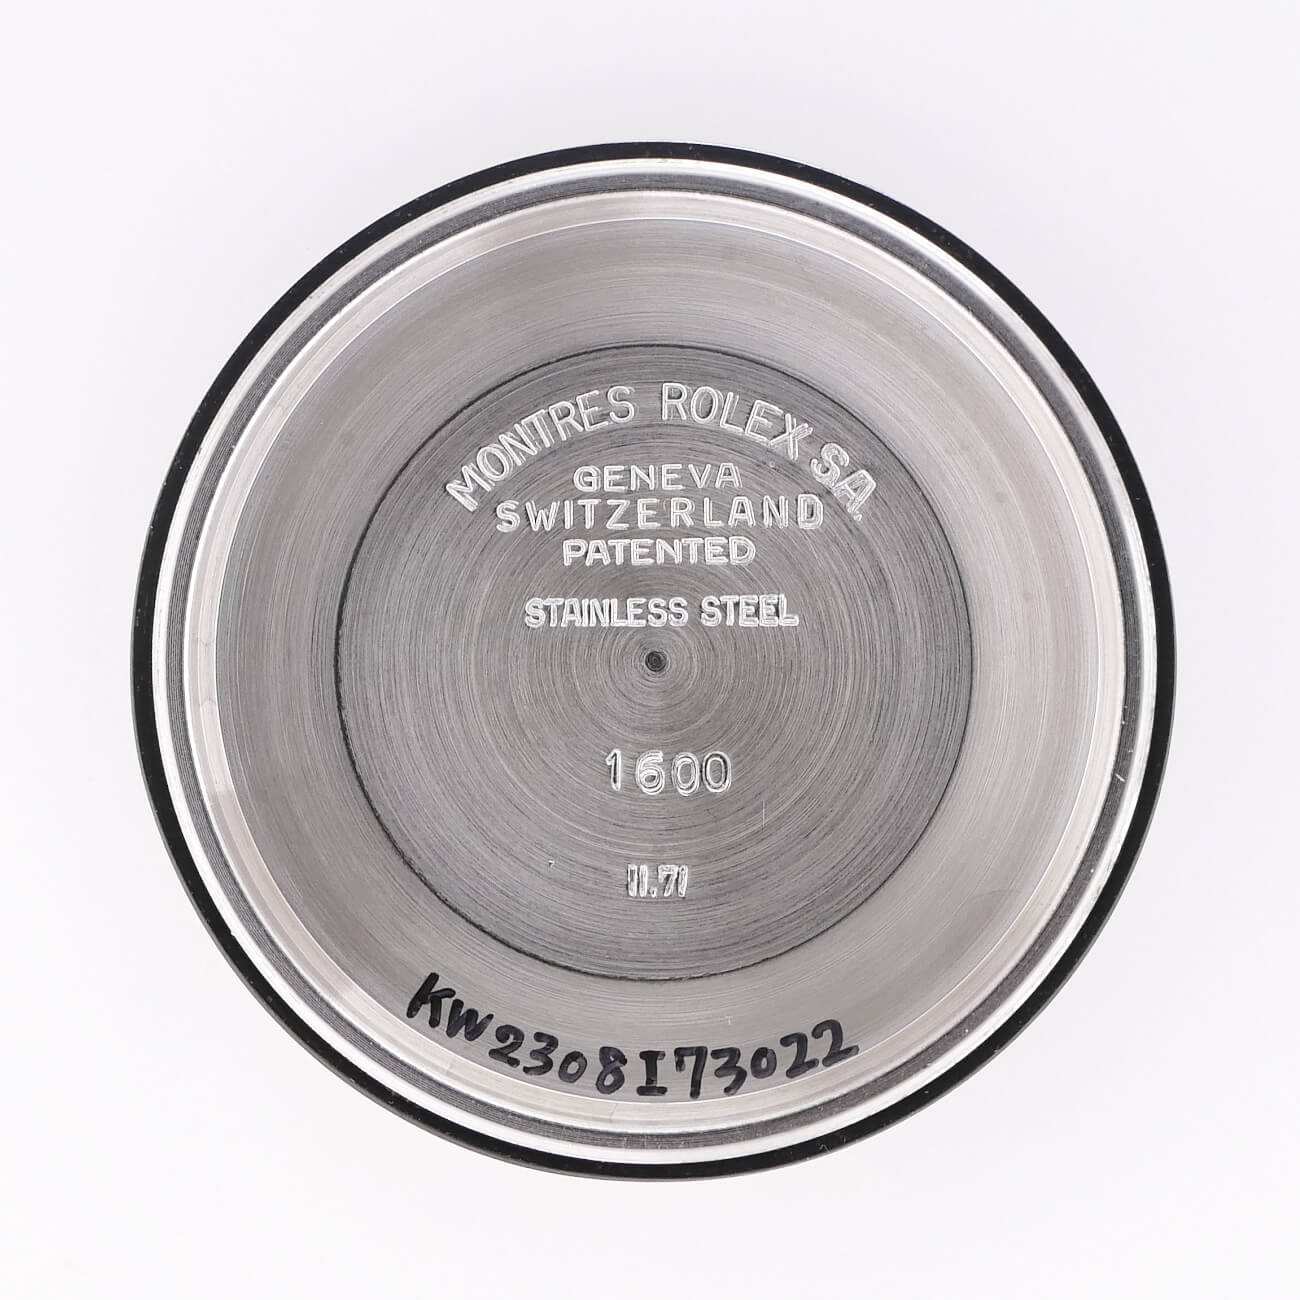 MONTRES ROLEX S.A.
GENEVA
SWITZERLAND
PATENTED
STAINLESS STEEL
1600
II.71
KW2308I73022